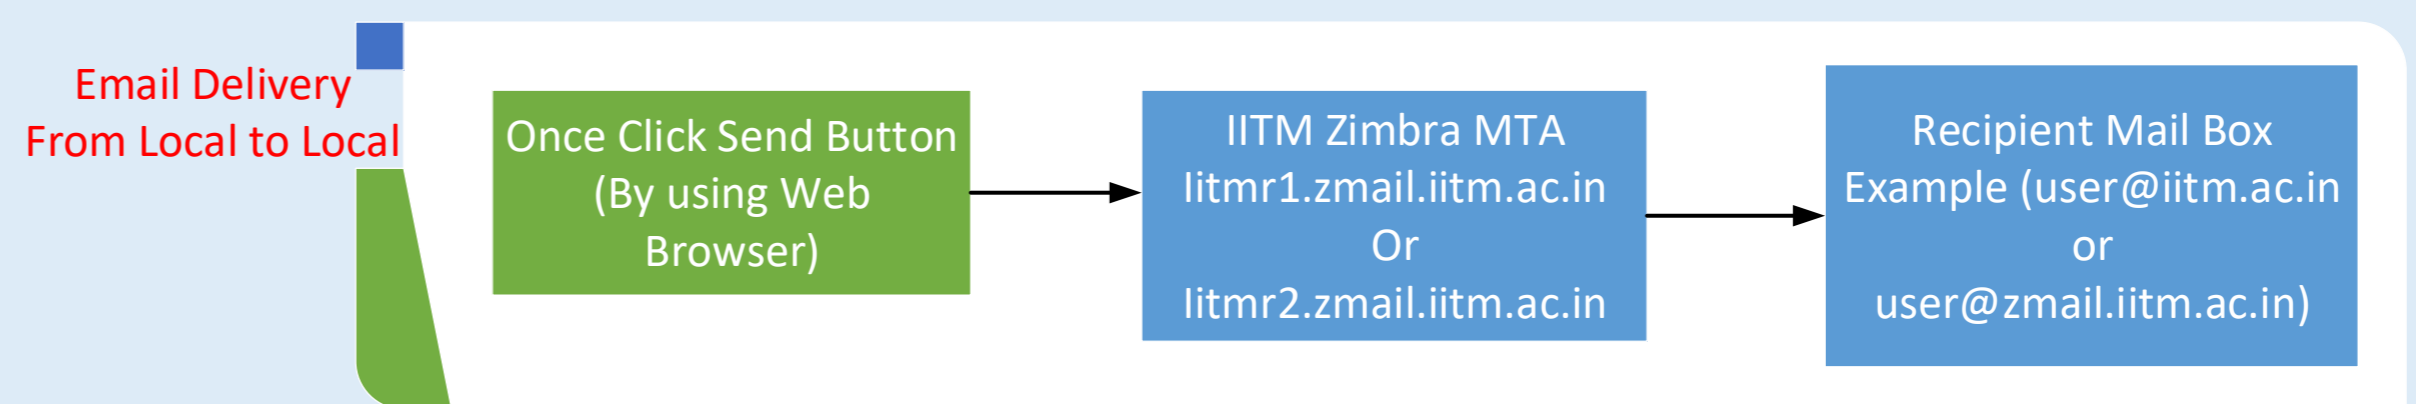 Email Delivery
From Local to Local
Once Click Send Button
(By using Web
Browser)
IITM Zimbra MTA
Iitmr1.zmail.iitm.ac.in
Or
Iitmr2.zmail.iitm.ac.in
Recipient Mail Box
Example (user@iitm.ac.in
or
user@zmail.iitm.ac.in)